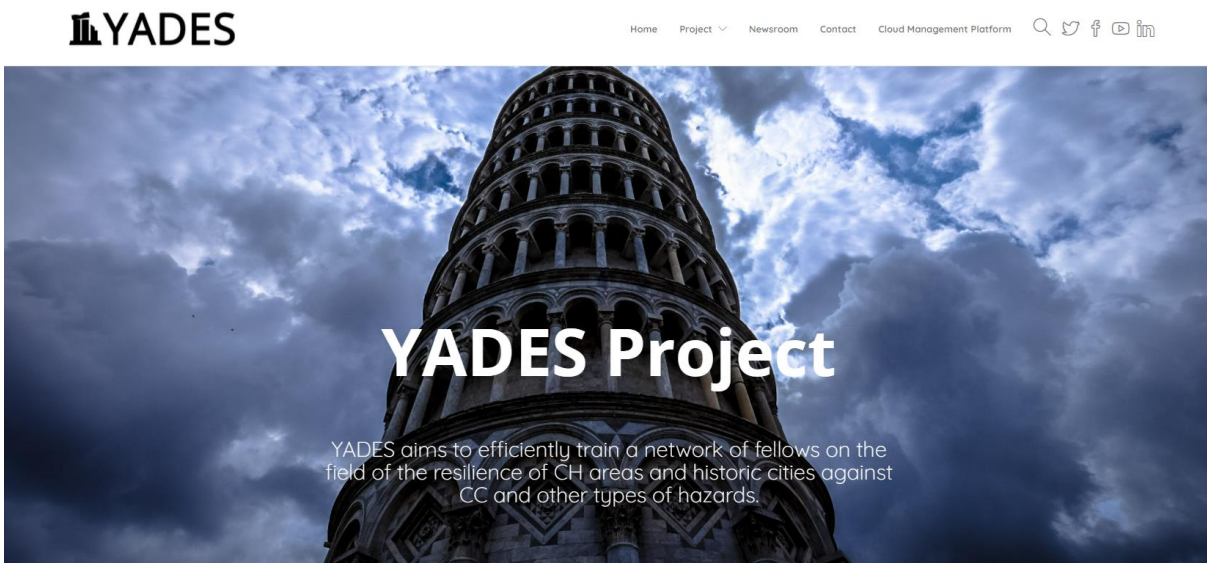 YADES
Home Project Newsroom Contact Cloud Management Platform
YADES Project
YADES aims to efficiently train a network of fellows on the
field of the resilience of CH areas and historic cities against
CC and other types of hazards.